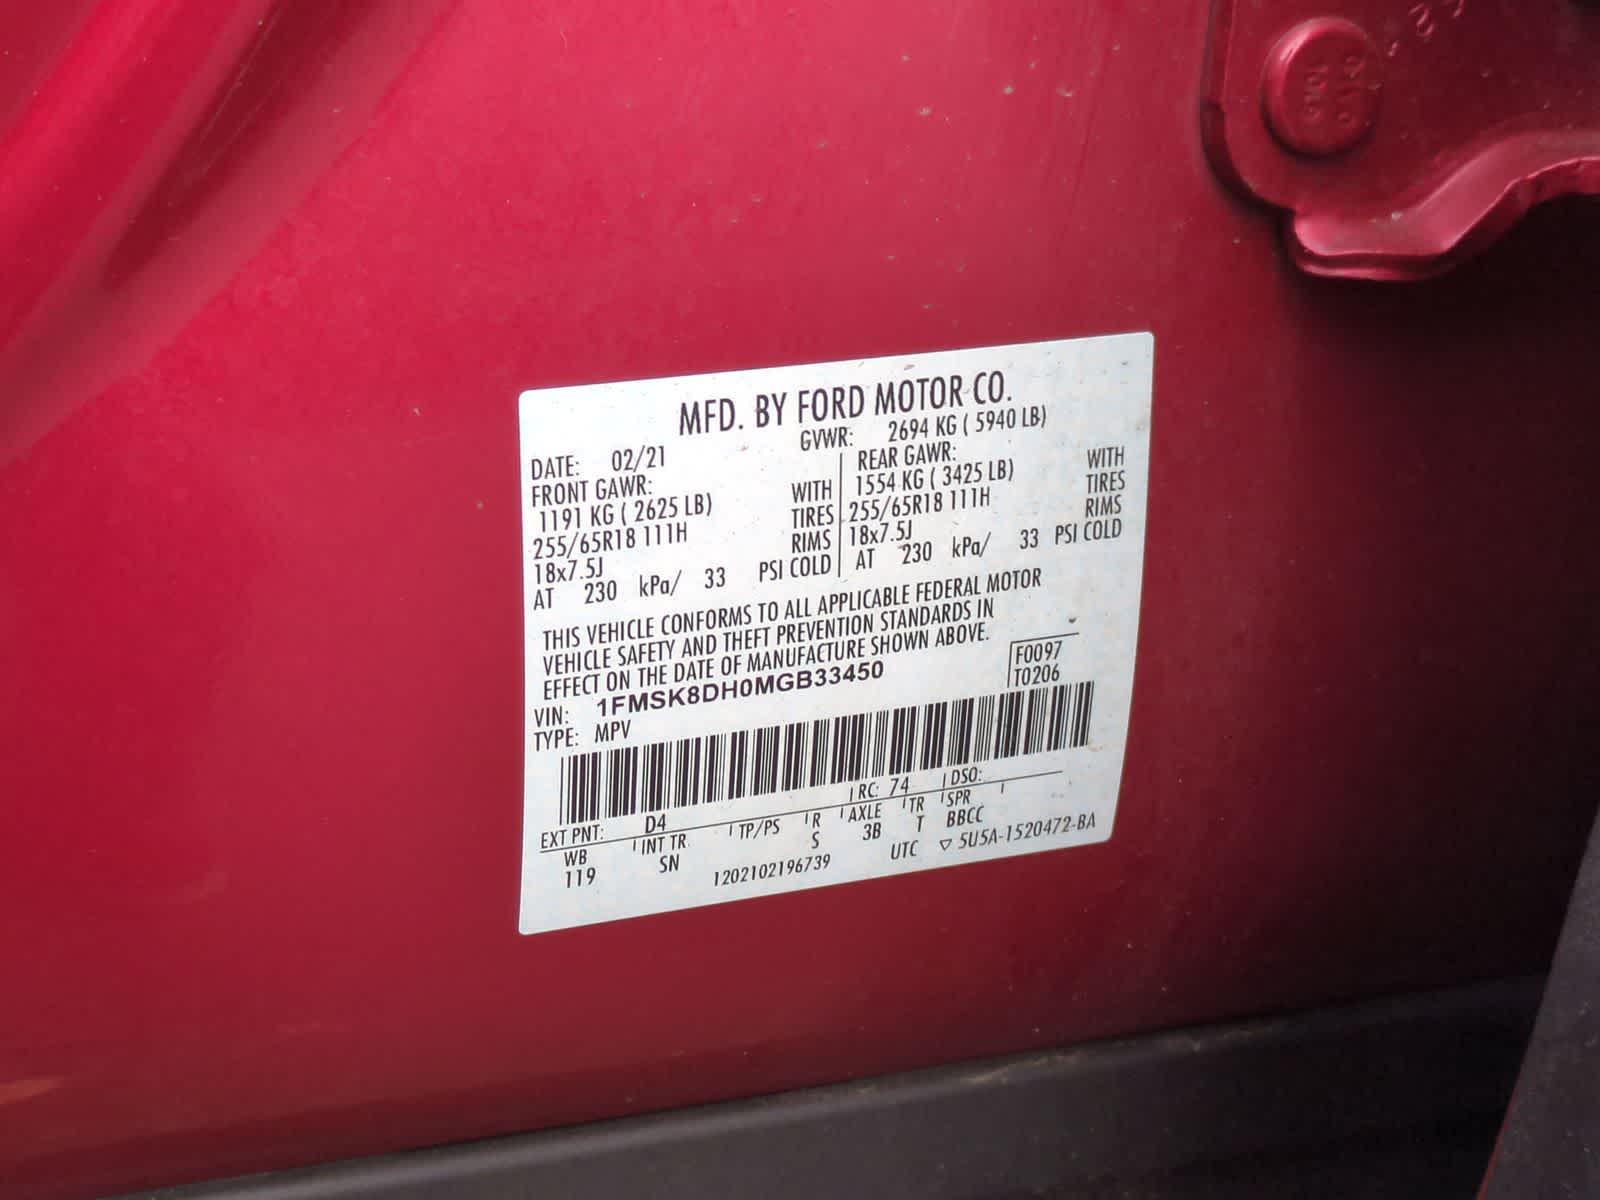 MFD. BY FORD MOTOR CO.
DATE: 02/21 GVWR: 2694 KG ( 5940 LB)
FRONT GAWR: REAR GAWR:
1191 KG ( 2625 LB) WITH 1554 KG ( 3425 LB) WITH
255/65R18 111H TIRES 255/65R18 111H TIRES
18x7.5J RIMS 18x7.5J RIMS
AT 230 kPa/ 33 PSI COLD AT 230 kPa/ 33 PSI COLD
THIS VEHICLE CONFORMS TO ALL APPLICABLE FEDERAL MOTOR
VEHICLE SAFETY AND THEFT PREVENTION STANDARDS IN
EFFECT ON THE DATE OF MANUFACTURE SHOWN ABOVE.
VIN: 1FMSK8DH0MGB33450 F0097
TYPE: MPV T0206
EXT PNT: D4 RC: 74 DSO:
WB INT TR TP/PS R AXLE TR SPR
119 SN S 3B T BBCC
1202102196739 UTC ▽ 5U5A-1520472-BA